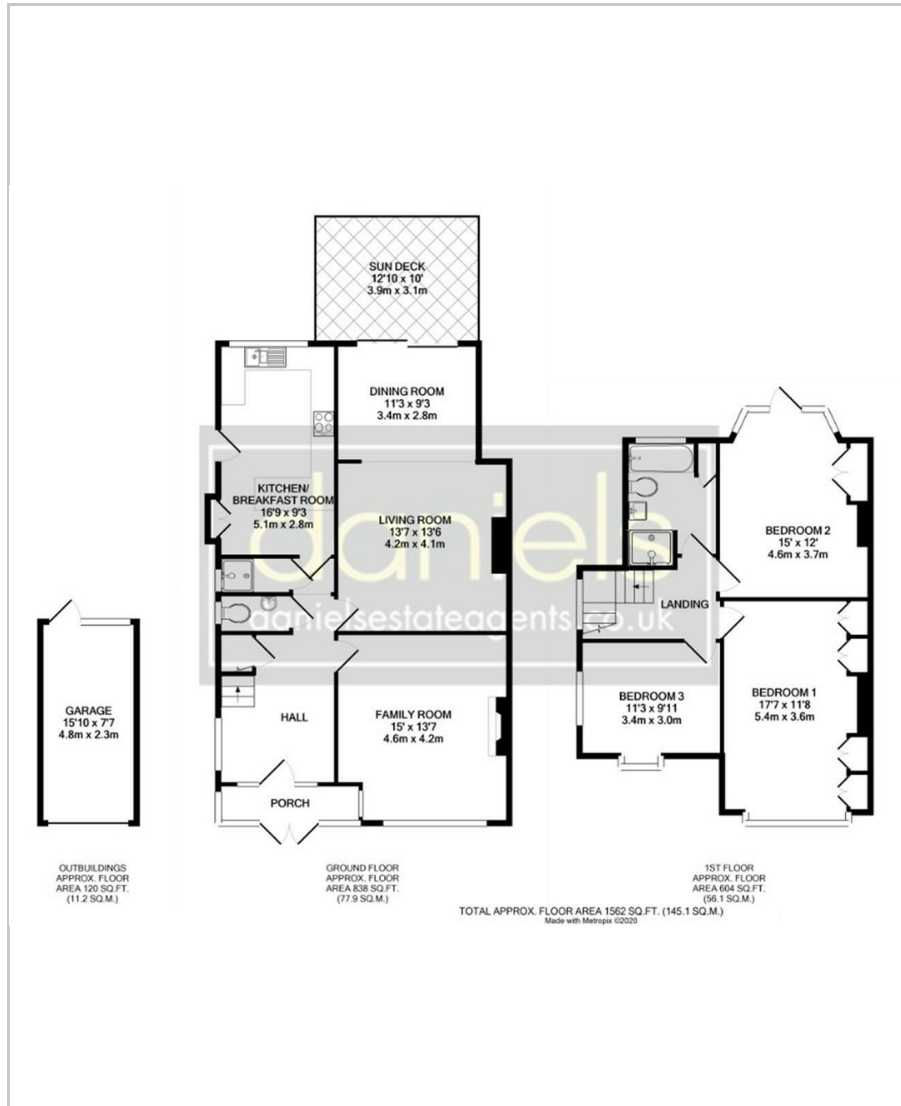 SUN DECK
12'10 x 10'
3.9m x 3.1m
DINING ROOM
11'3 x 9'3
3.4m x 2.8m
KITCHEN/
BREAKFAST ROOM
16'9 x 9'3
5.1m x 2.8m
LIVING ROOM
13'7 x 13'6
4.2m x 4.1m
daniels
danielsestateagents.co.uk
BEDROOM 2
15' x 12'
4.6m x 3.7m
LANDING
GARAGE
15'10 x 7'7
4.8m x 2.3m
HALL
FAMILY ROOM
15' x 13'7
4.6m x 4.2m
BEDROOM 3
11'3 x 9'11
3.4m x 3.0m
BEDROOM 1
17'7 x 11'8
5.4m x 3.6m
PORCH
OUTBUILDINGS
APPROX. FLOOR
AREA 120 SQ.FT.
(11.2 SQ.M.)
GROUND FLOOR
APPROX. FLOOR
AREA 838 SQ.FT.
(77.9 SQ.M.)
1ST FLOOR
APPROX. FLOOR
AREA 604 SQ.FT.
(56.1 SQ.M.)
TOTAL APPROX. FLOOR AREA 1562 SQ.FT. (145.1 SQ.M.)
Made with Metropix ©2020